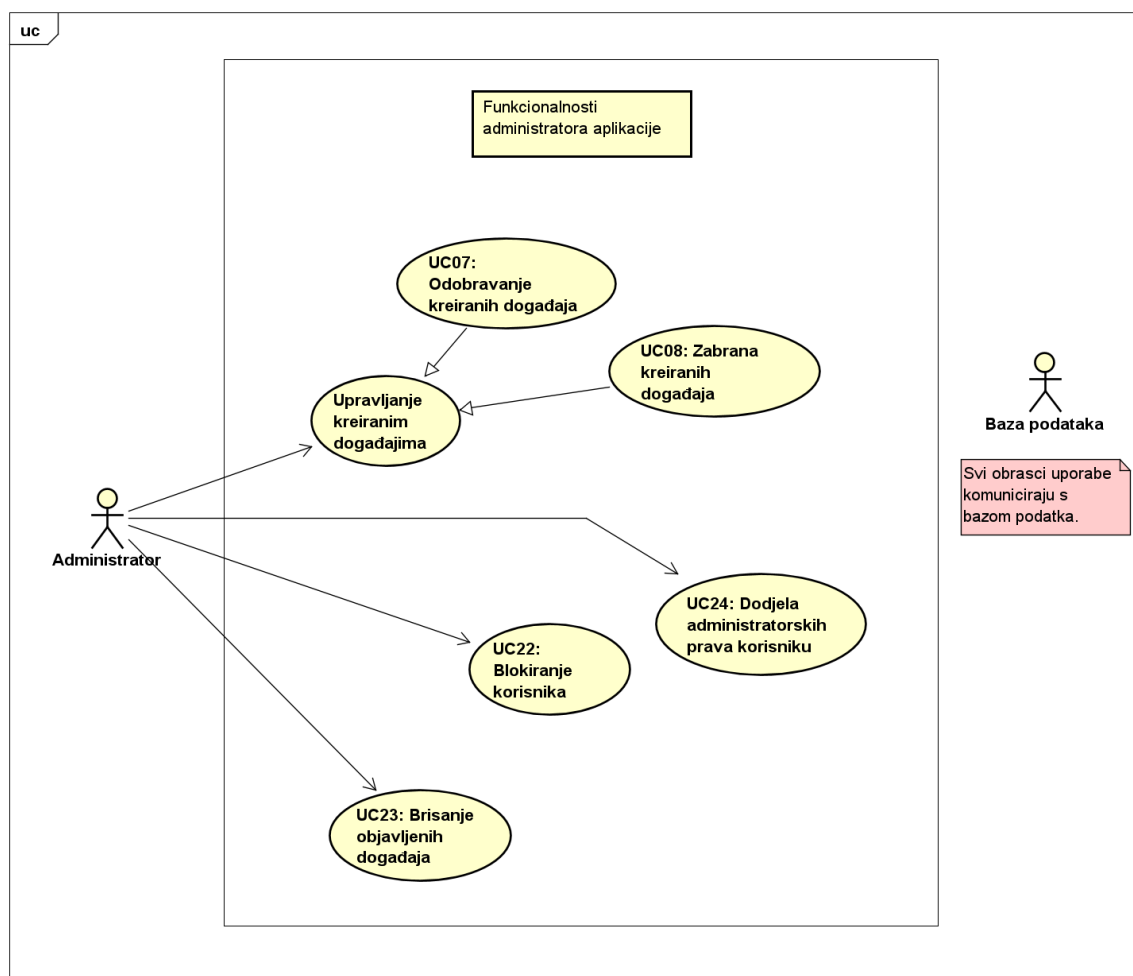 uc
Funkcionalnosti
administratora aplikacije
UC07:
Odobravanje
kreiranih događaja
UC08: Zabrana
kreiranih
događaja
Upravljanje
kreiranim
događajima
Baza podataka
Svi obrasci uporabe
komuniciraju s
bazom podatka.
Administrator
UC24: Dodjela
administratorskih
prava korisniku
UC22:
Blokiranje
korisnika
UC23: Brisanje
objavljenih
događaja